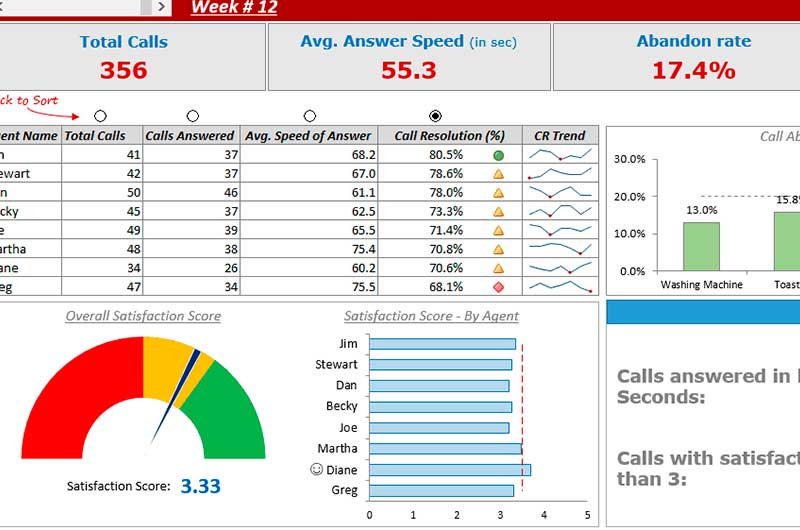 Week # 12
Total Calls
356
Avg. Answer Speed (in sec)
55.3
Abandon rate
17.4%
ck to Sort
ent Name Total Calls Calls Answered Avg. Speed of Answer Call Resolution (%) CR Trend
41 37 68.2 80.5%
ewart 42 37 67.0 78.6%
n 50 46 61.1 78.0%
cky 45 37 62.5 73.3%
e 49 39 65.5 71.4%
artha 48 38 75.4 70.8%
ane 34 26 60.2 70.6%
eg 47 34 75.5 68.1%
Call Ab
30.0%
20.0%
10.0%
0.0%
13.0%
15.8%
Washing Machine Toast
Overall Satisfaction Score
Satisfaction Score: 3.33
Satisfaction Score - By Agent
Jim
Stewart
Dan
Becky
Joe
Martha
Diane
Greg
0 1 2 3 4 5
Calls answered in
Seconds:
Calls with satisfact
than 3: